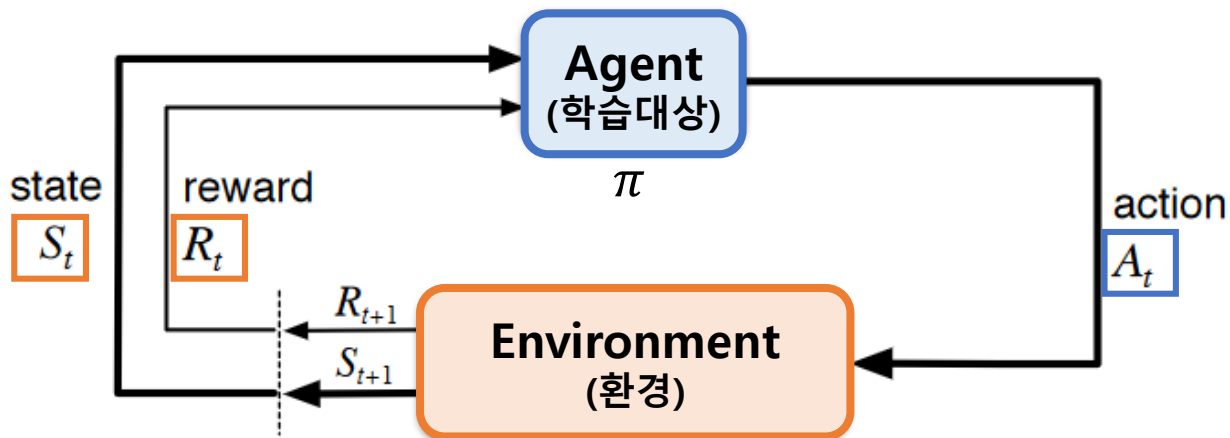 Agent
(학습대상)
π
state
S_t
reward
R_t
action
A_t
R_{t+1}
S_{t+1}
Environment
(환경)